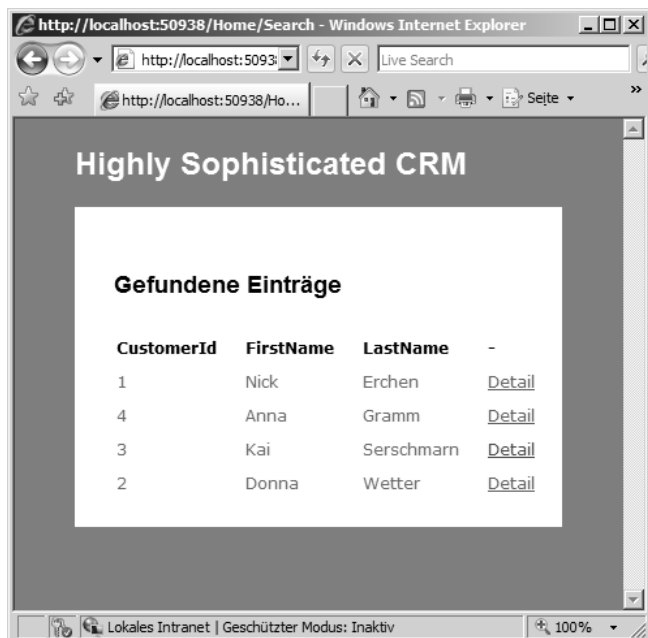 http://localhost:50938/Home/Search - Windows Internet Explorer
http://localhost:5093 Live Search
http://localhost:50938/Ho... Seite »
Highly Sophisticated CRM
Gefundene Einträge
CustomerId FirstName LastName -
1 Nick Erchen Detail
4 Anna Gramm Detail
3 Kai Serschmarn Detail
2 Donna Wetter Detail
Lokales Intranet | Geschützter Modus: Inaktiv 100%